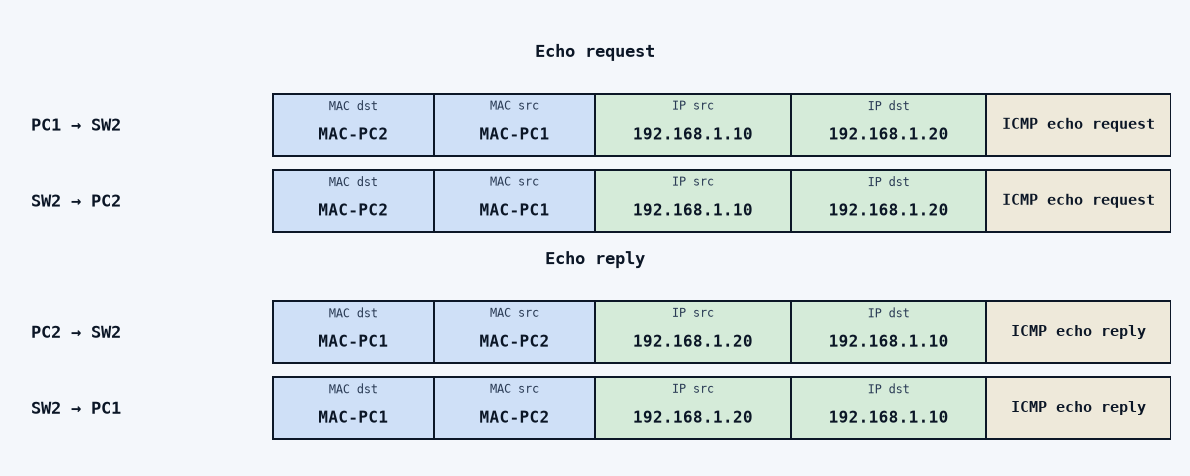 Echo request
MAC dst MAC src IP src IP dst
PC1 → SW2 MAC-PC2 MAC-PC1 192.168.1.10 192.168.1.20 ICMP echo request
MAC dst MAC src IP src IP dst
SW2 → PC2 MAC-PC2 MAC-PC1 192.168.1.10 192.168.1.20 ICMP echo request
Echo reply
MAC dst MAC src IP src IP dst
PC2 → SW2 MAC-PC1 MAC-PC2 192.168.1.20 192.168.1.10 ICMP echo reply
MAC dst MAC src IP src IP dst
SW2 → PC1 MAC-PC1 MAC-PC2 192.168.1.20 192.168.1.10 ICMP echo reply